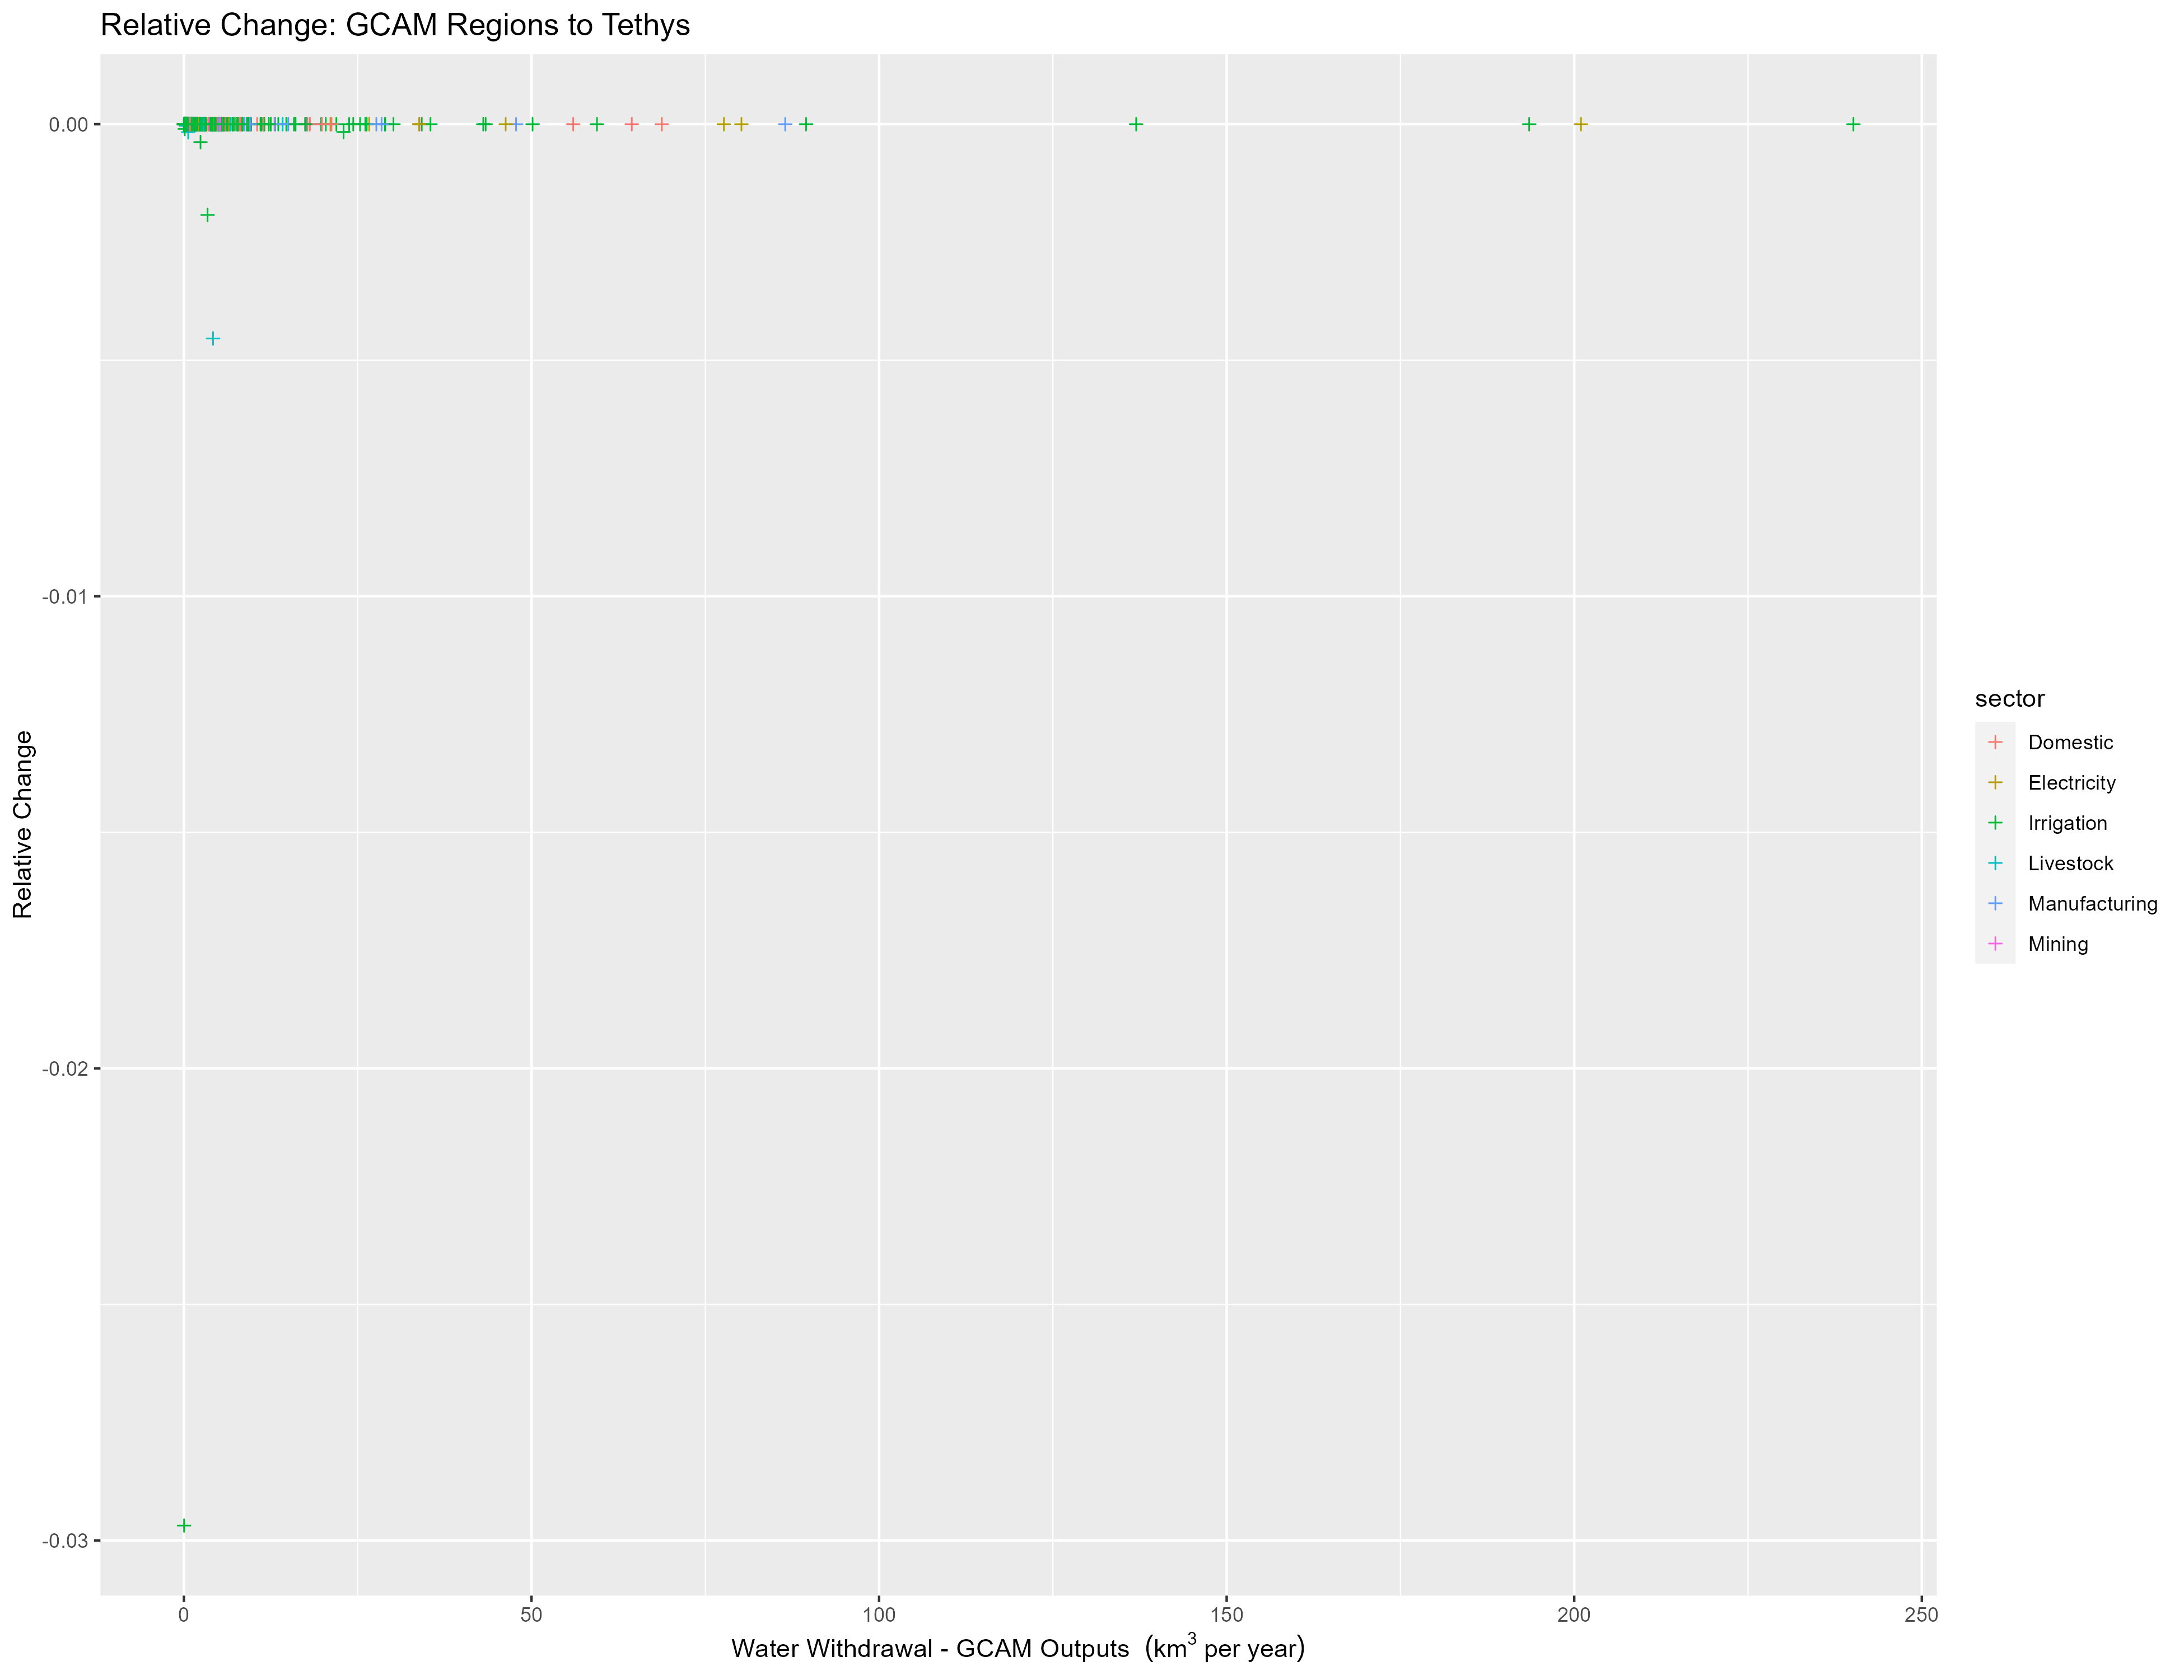 Relative Change: GCAM Regions to Tethys
0.00
-0.01
-0.02
-0.03
Relative Change
0 50 100 150 200 250
Water Withdrawal - GCAM Outputs (km³ per year)
sector
Domestic
Electricity
Irrigation
Livestock
Manufacturing
Mining